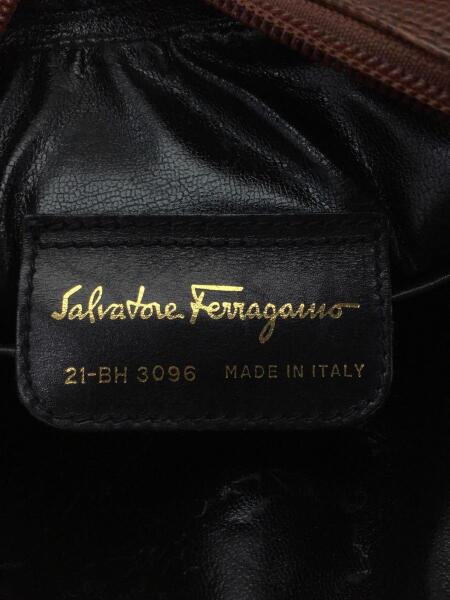 Salvatore Ferragamo
21-BH 3096 MADE IN ITALY